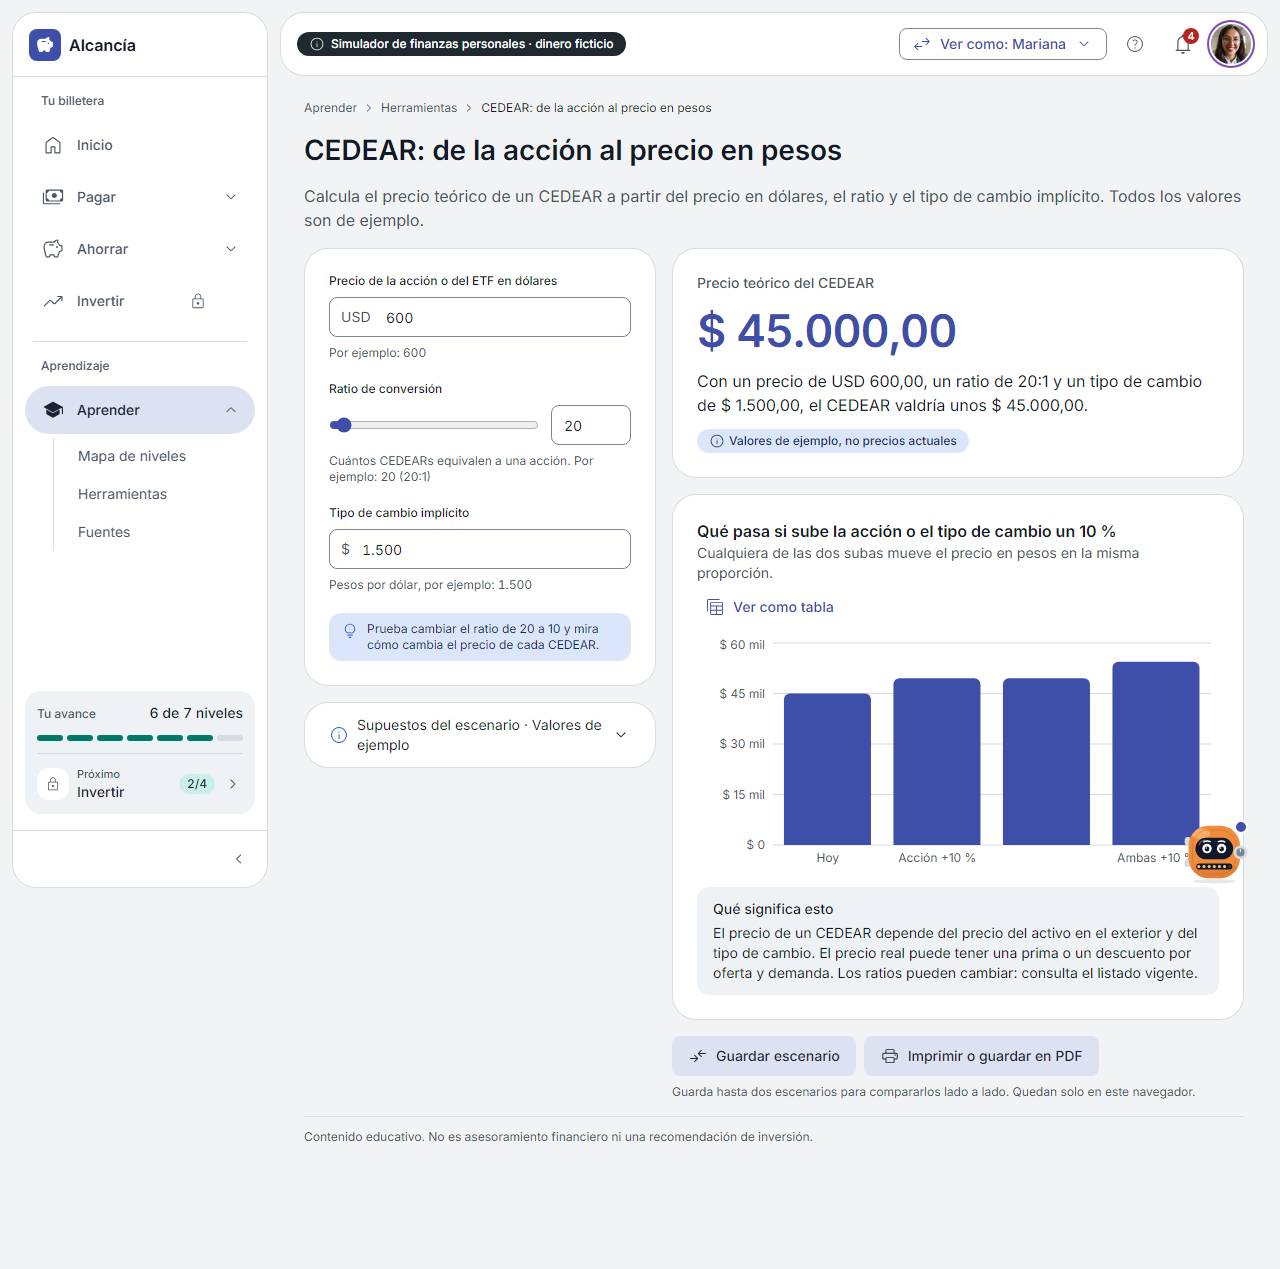 Alcancía
Tu billetera
Inicio
Pagar
Ahorrar
Invertir
Aprendizaje
Aprender
Mapa de niveles
Herramientas
Fuentes
Tu avance
6 de 7 niveles
Próximo
Invertir
2/4
Simulador de finanzas personales · dinero ficticio
Ver como: Mariana
4
Aprender
Herramientas
CEDEAR: de la acción al precio en pesos
CEDEAR: de la acción al precio en pesos
Calcula el precio teórico de un CEDEAR a partir del precio en dólares, el ratio y el tipo de cambio implícito. Todos los valores
son de ejemplo.
Precio de la acción o del ETF en dólares
USD 600
Por ejemplo: 600
Ratio de conversión
20
Cuántos CEDEARs equivalen a una acción. Por
ejemplo: 20 (20:1)
Tipo de cambio implícito
$ 1.500
Pesos por dólar, por ejemplo: 1.500
Prueba cambiar el ratio de 20 a 10 y mira
cómo cambia el precio de cada CEDEAR.
Supuestos del escenario · Valores de
ejemplo
Precio teórico del CEDEAR
$ 45.000,00
Con un precio de USD 600,00, un ratio de 20:1 y un tipo de cambio
de $ 1.500,00, el CEDEAR valdría unos $ 45.000,00.
Valores de ejemplo, no precios actuales
Qué pasa si sube la acción o el tipo de cambio un 10 %
Cualquiera de las dos subas mueve el precio en pesos en la misma
proporción.
Ver como tabla
$ 60 mil
$ 45 mil
$ 30 mil
$ 15 mil
$ 0
Hoy
Acción +10 %
Ambas +10 %
Qué significa esto
El precio de un CEDEAR depende del precio del activo en el exterior y del
tipo de cambio. El precio real puede tener una prima o un descuento por
oferta y demanda. Los ratios pueden cambiar: consulta el listado vigente.
Guardar escenario
Imprimir o guardar en PDF
Guarda hasta dos escenarios para compararlos lado a lado. Quedan solo en este navegador.
Contenido educativo. No es asesoramiento financiero ni una recomendación de inversión.